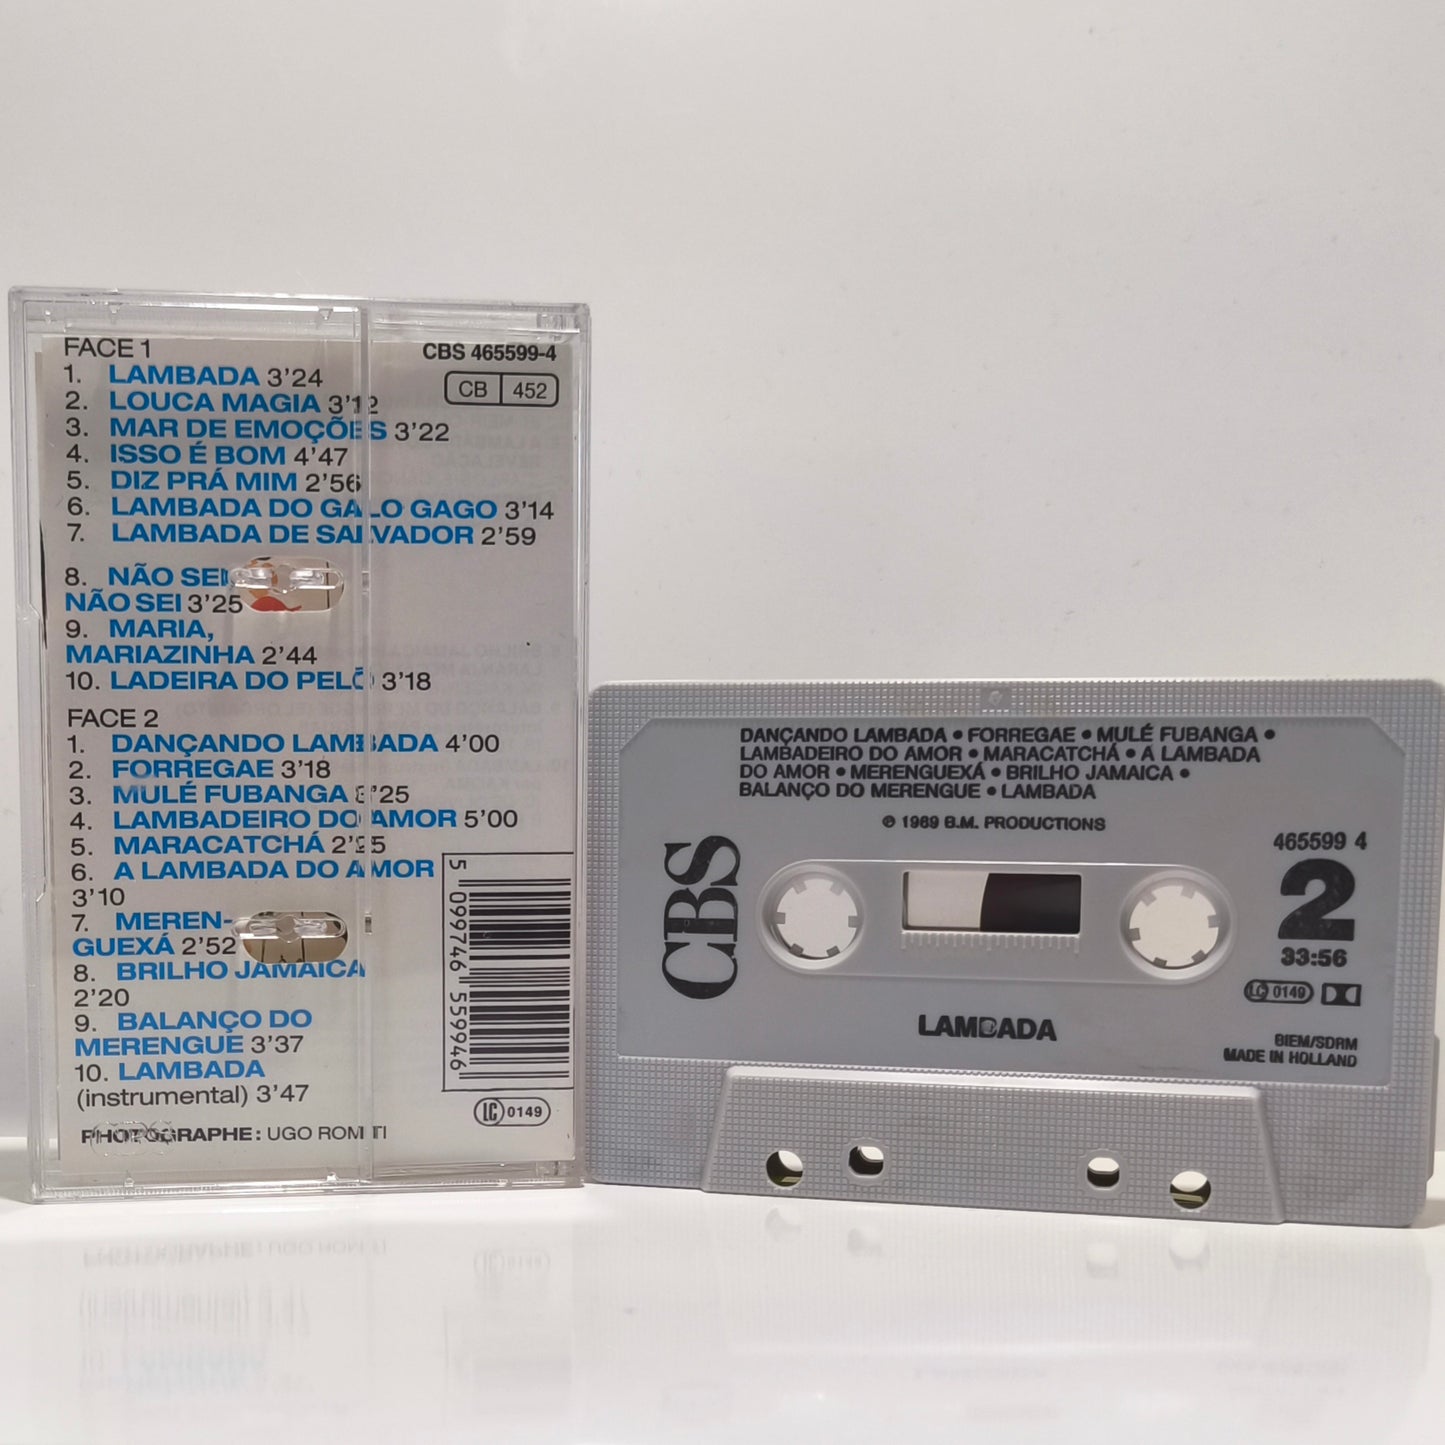 FACE 1
CBS 465599-4
CB 452
1. LAMBADA 3'24
2. LOUCA MAGIA 3'12
3. MAR DE EMOÇÕES 3'22
4. ISSO É BOM 4'47
5. DIZ PRÁ MIM 2'56
6. LAMBADA DO GALO GAGO 3'14
7. LAMBADA DE SALVADOR 2'59
8. NÃO SEI
NÃO SEI 3'25
9. MARIA,
MARIAZINHA 2'44
10. LADEIRA DO PELÔ 3'18
FACE 2
1. DANÇANDO LAMBADA 4'00
2. FORREGAE 3'18
3. MULÉ FUBANGA 3'25
4. LAMBADEIRO DO AMOR 5'00
5. MARACATCHÁ 2'25
6. A LAMBADA DO AMOR
3'10
7. MEREN-
GUEXÁ 2'52
8. BRILHO JAMAICA
2'20
9. BALANÇO DO
MERENGUE 3'37
10. LAMBADA
(instrumental) 3'47
PHOTOGRAPHE: UGO ROMITI
5 099746 559946
LC 0149
DANÇANDO LAMBADA • FORREGAE • MULÉ FUBANGA •
LAMBADEIRO DO AMOR • MARACATCHÁ • A LAMBADA
DO AMOR • MERENGUEXÁ • BRILHO JAMAICA •
BALANÇO DO MERENGUE • LAMBADA
℗ 1989 B.M. PRODUCTIONS
CBS
465599 4
2
33:56
LC 0149
LAMBADA
BIEM/SDRM
MADE IN HOLLAND